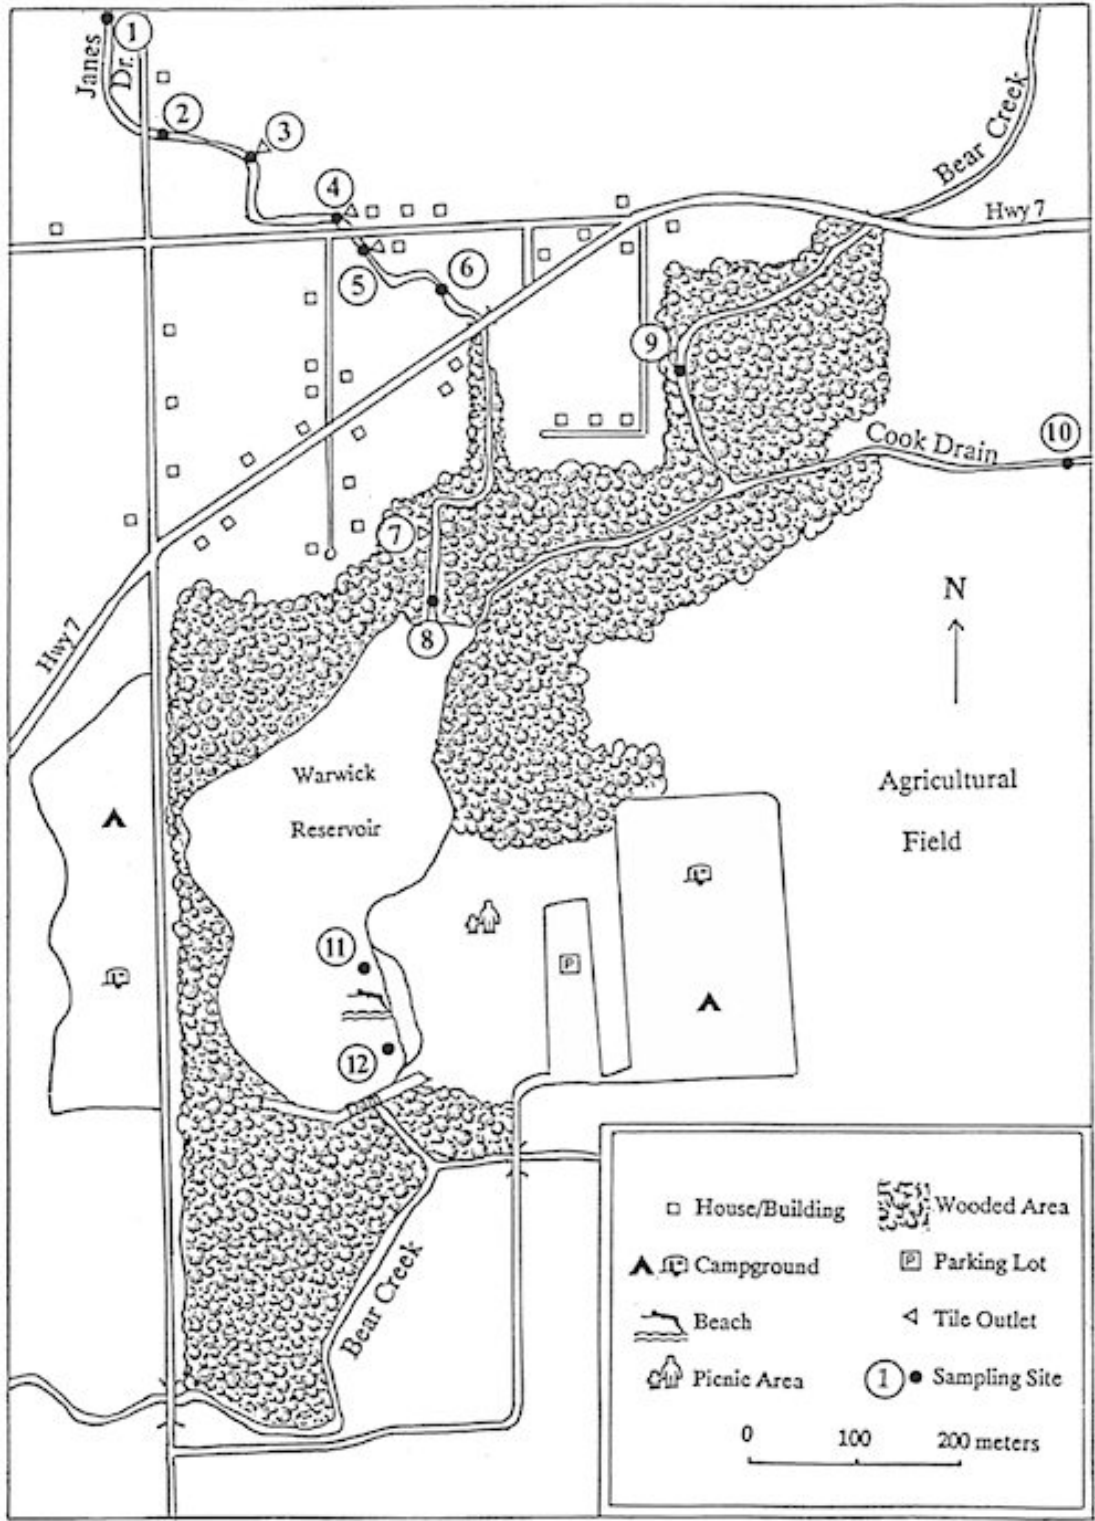 1
Janes
Dr.
2
3
4
5
6
Bear Creek
Hwy 7
9
Cook Drain
10
7
8
Hwy 7
N
Warwick
Reservoir
Agricultural
Field
11
P
12
Bear Creek
House/Building
Wooded Area
Campground
P
Parking Lot
Beach
Tile Outlet
Picnic Area
1
Sampling Site
0 100 200 meters